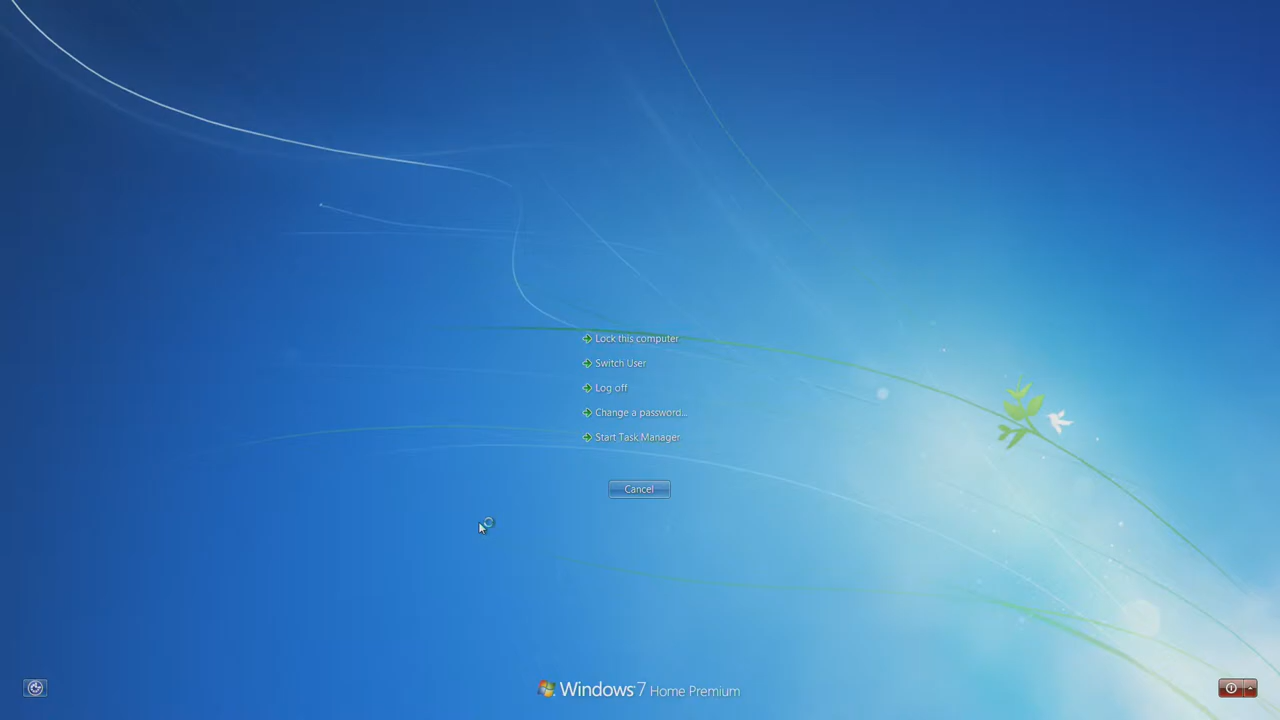 Lock this computer
Switch User
Log off
Change a password...
Start Task Manager
Cancel
Windows 7 Home Premium